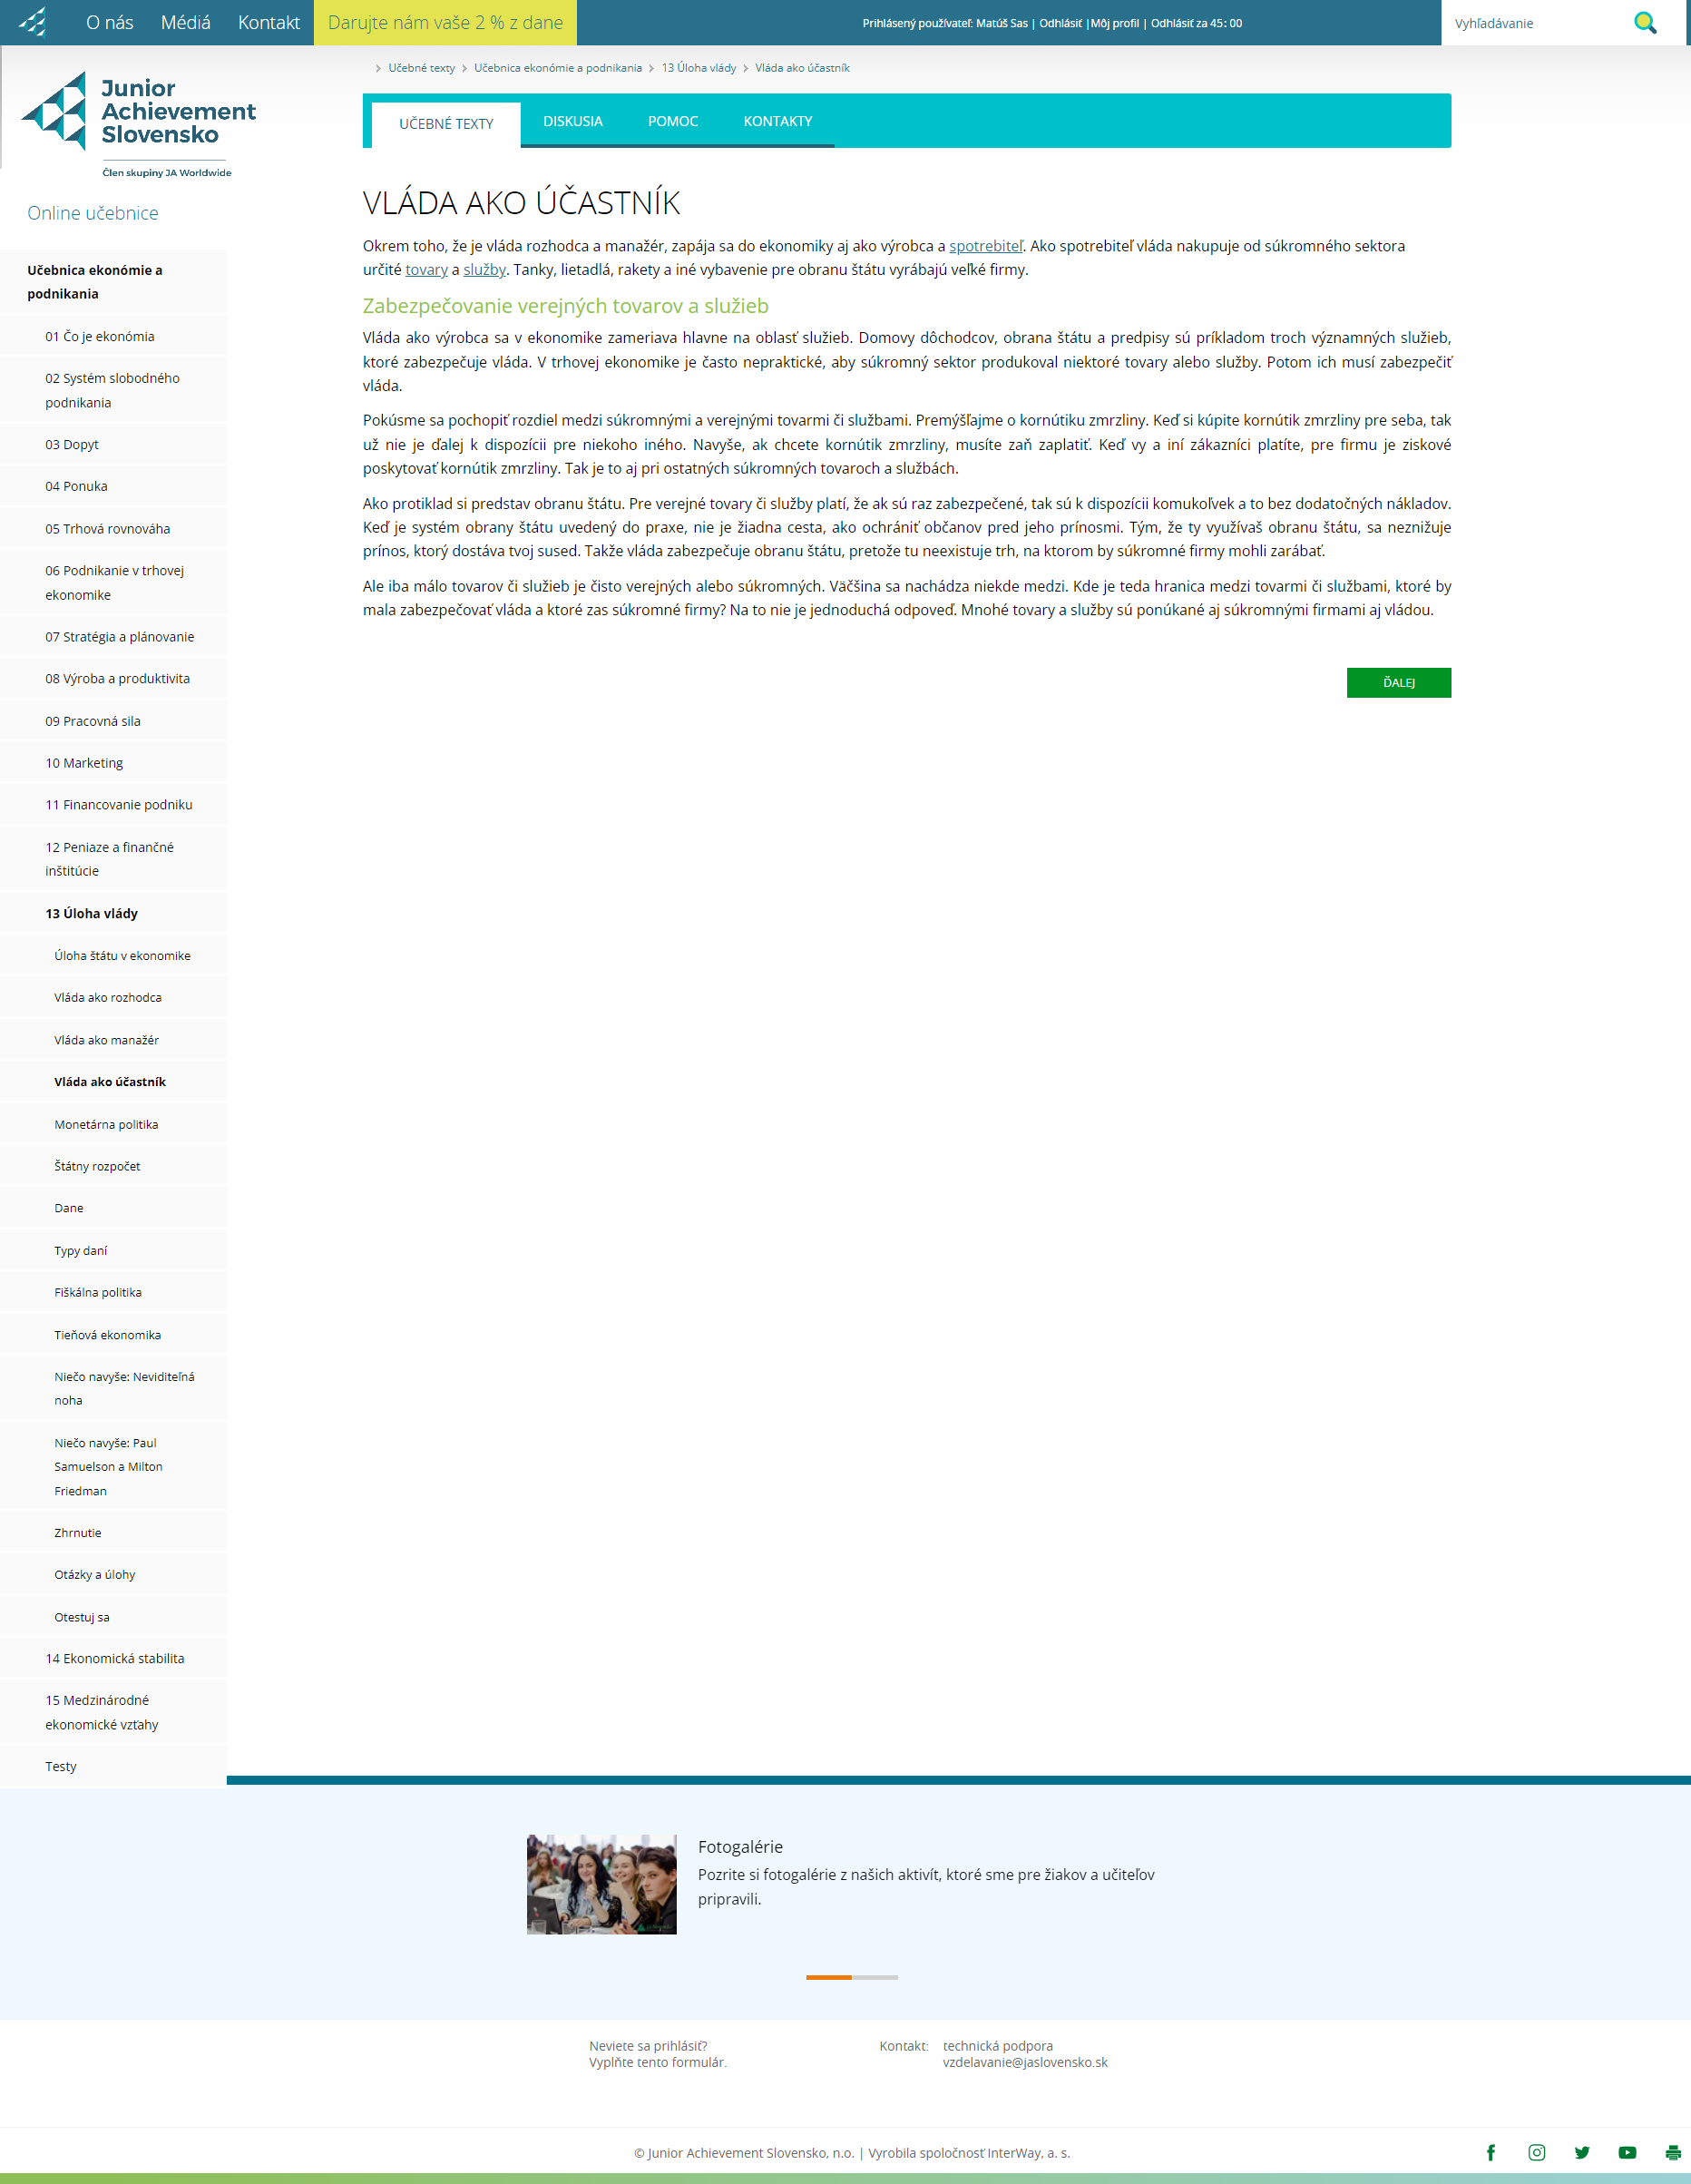 O nás Médiá Kontakt Darujte nám vaše 2 % z dane Prihlásený používateľ: Matúš Sas | Odhlásiť |Môj profil | Odhlásiť za 45: 00 Vyhľadávanie
Junior
Achievement
Slovensko
Člen skupiny JA Worldwide
Online učebnice
Učebnica ekonómie a
podnikania
01 Čo je ekonómia
02 Systém slobodného
podnikania
03 Dopyt
04 Ponuka
05 Trhová rovnováha
06 Podnikanie v trhovej
ekonomike
07 Stratégia a plánovanie
08 Výroba a produktivita
09 Pracovná sila
10 Marketing
11 Financovanie podniku
12 Peniaze a finančné
inštitúcie
13 Úloha vlády
Úloha štátu v ekonomike
Vláda ako rozhodca
Vláda ako manažér
Vláda ako účastník
Monetárna politika
Štátny rozpočet
Dane
Typy daní
Fiškálna politika
Tieňová ekonomika
Niečo navyše: Neviditeľná
noha
Niečo navyše: Paul
Samuelson a Milton
Friedman
Zhrnutie
Otázky a úlohy
Otestuj sa
14 Ekonomická stabilita
15 Medzinárodné
ekonomické vzťahy
Testy
Učebné texty Učebnica ekonómie a podnikania 13 Úloha vlády Vláda ako účastník
UČEBNÉ TEXTY DISKUSIA POMOC KONTAKTY
VLÁDA AKO ÚČASTNÍK
Okrem toho, že je vláda rozhodca a manažér, zapája sa do ekonomiky aj ako výrobca a spotrebiteľ. Ako spotrebiteľ vláda nakupuje od súkromného sektora
určité tovary a služby. Tanky, lietadlá, rakety a iné vybavenie pre obranu štátu vyrábajú veľké firmy.
Zabezpečovanie verejných tovarov a služieb
Vláda ako výrobca sa v ekonomike zameriava hlavne na oblasť služieb. Domovy dôchodcov, obrana štátu a predpisy sú príkladom troch významných služieb,
ktoré zabezpečuje vláda. V trhovej ekonomike je často nepraktické, aby súkromný sektor produkoval niektoré tovary alebo služby. Potom ich musí zabezpečiť
vláda.
Pokúsme sa pochopiť rozdiel medzi súkromnými a verejnými tovarmi či službami. Premýšľajme o kornútiku zmrzliny. Keď si kúpite kornútik zmrzliny pre seba, tak
už nie je ďalej k dispozícii pre niekoho iného. Navyše, ak chcete kornútik zmrzliny, musíte zaň zaplatiť. Keď vy a iní zákazníci platíte, pre firmu je ziskové
poskytovať kornútik zmrzliny. Tak je to aj pri ostatných súkromných tovaroch a službách.
Ako protiklad si predstav obranu štátu. Pre verejné tovary či služby platí, že ak sú raz zabezpečené, tak sú k dispozícii komukoľvek a to bez dodatočných nákladov.
Keď je systém obrany štátu uvedený do praxe, nie je žiadna cesta, ako ochrániť občanov pred jeho prínosmi. Tým, že ty využívaš obranu štátu, sa neznižuje
prínos, ktorý dostáva tvoj sused. Takže vláda zabezpečuje obranu štátu, pretože tu neexistuje trh, na ktorom by súkromné firmy mohli zarábať.
Ale iba málo tovarov či služieb je čisto verejných alebo súkromných. Väčšina sa nachádza niekde medzi. Kde je teda hranica medzi tovarmi či službami, ktoré by
mala zabezpečovať vláda a ktoré zas súkromné firmy? Na to nie je jednoduchá odpoveď. Mnohé tovary a služby sú ponúkané aj súkromnými firmami aj vládou.
ĎALEJ
Fotogalérie
Pozrite si fotogalérie z našich aktivít, ktoré sme pre žiakov a učiteľov
pripravili.
Neviete sa prihlásiť?
Vyplňte tento formulár.
Kontakt: technická podpora
vzdelavanie@jaslovensko.sk
© Junior Achievement Slovensko, n.o. | Vyrobila spoločnosť InterWay, a. s.